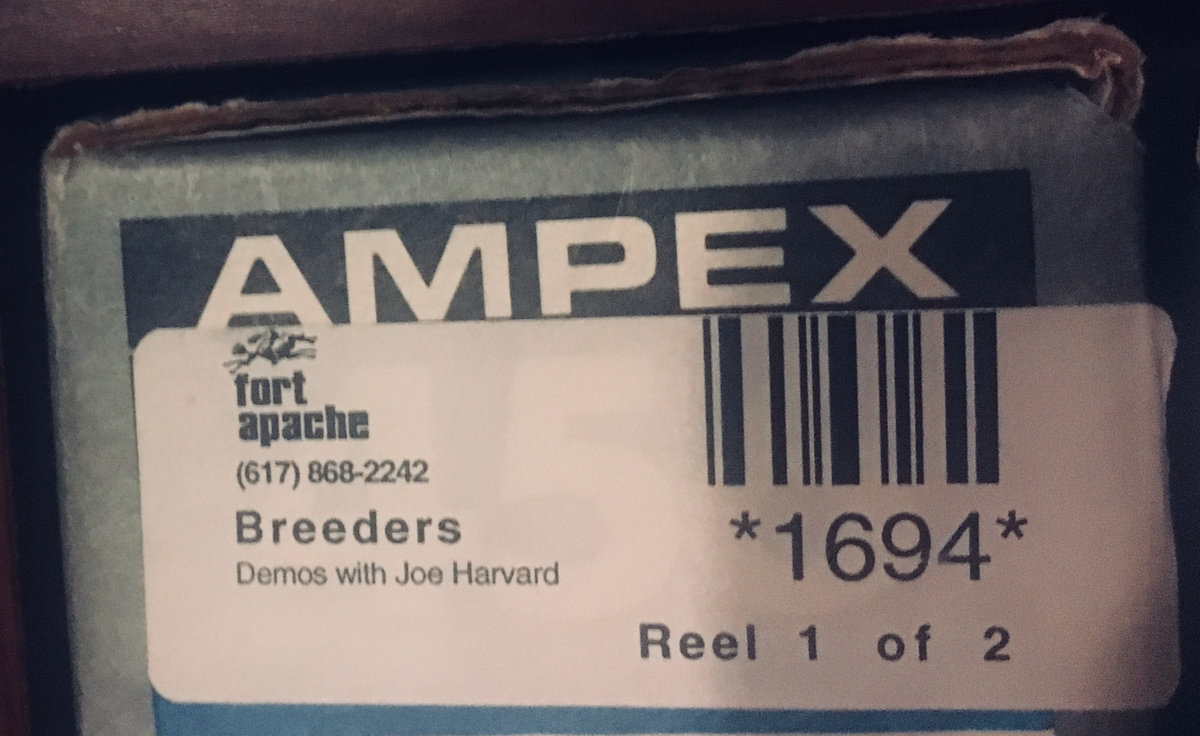 AMPEX
fort
apache
(617) 868-2242
Breeders
Demos with Joe Harvard
*1694*
Reel 1 of 2